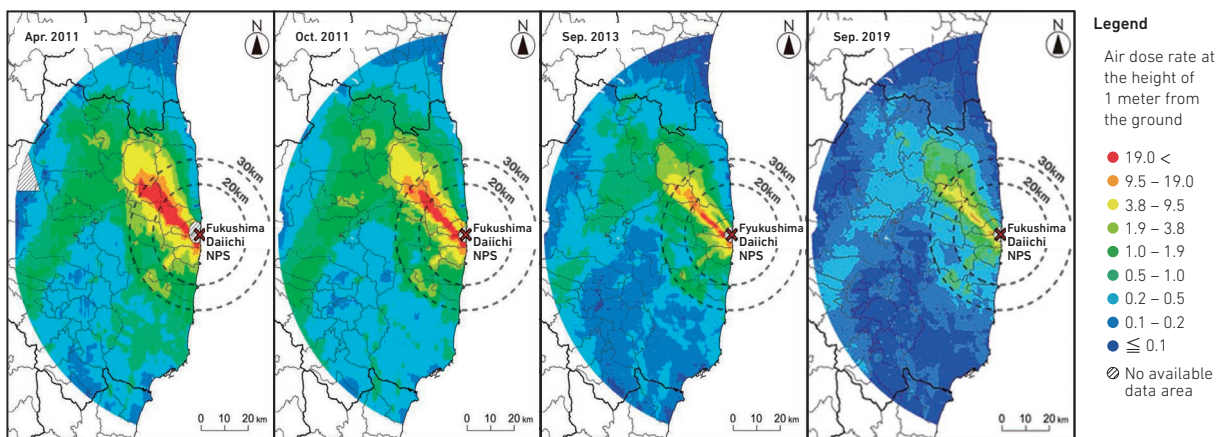 Apr. 2011
N
30km
20km
Fukushima
Daiichi
NPS
0 10 20 km
Oct. 2011
N
30km
20km
Fukushima
Daiichi
NPS
0 10 20 km
Sep. 2013
N
30km
20km
Fyukushima
Daiichi
NPS
0 10 20 km
Sep. 2019
N
30km
20km
Fukushima
Daiichi
NPS
0 10 20 km
Legend
Air dose rate at
the height of
1 meter from
the ground
19.0 <
9.5 – 19.0
3.8 – 9.5
1.9 – 3.8
1.0 – 1.9
0.5 – 1.0
0.2 – 0.5
0.1 – 0.2
≦ 0.1
No available
data area